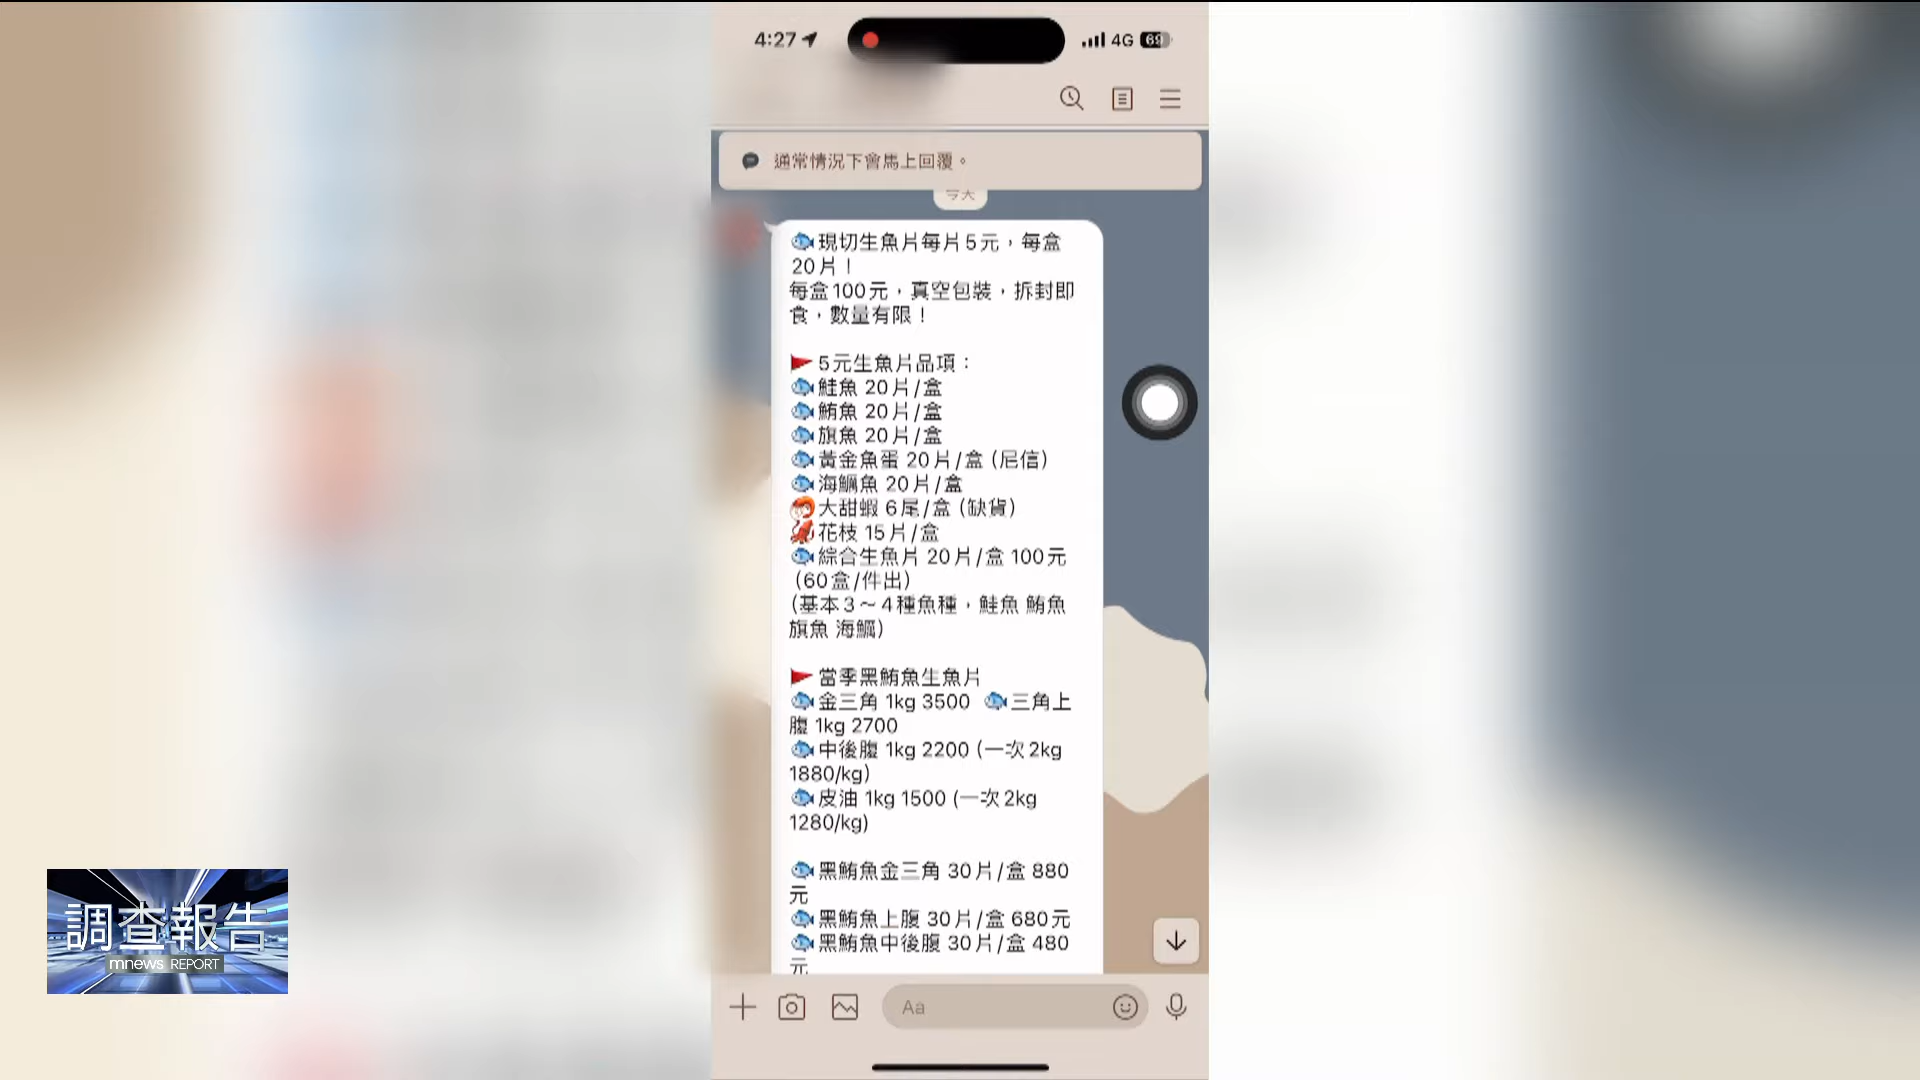 4:27
4G 69
通常情況下會馬上回覆。
今天
現切生魚片每片5元，每盒
20片！
每盒100元，真空包裝，拆封即
食，數量有限！
5元生魚片品項：
鮭魚 20片/盒
鮪魚 20片/盒
旗魚 20片/盒
黃金魚蛋 20片/盒 (尼信)
海鱺魚 20片/盒
大甜蝦 6尾/盒 (缺貨)
花枝 15片/盒
綜合生魚片 20片/盒 100元
(60盒/件出)
(基本3～4種魚種，鮭魚 鮪魚
旗魚 海鱺)
當季黑鮪魚生魚片
金三角 1kg 3500 三角上
腹 1kg 2700
中後腹 1kg 2200 (一次2kg
1880/kg)
皮油 1kg 1500 (一次2kg
1280/kg)
黑鮪魚金三角 30片/盒 880
元
黑鮪魚上腹 30片/盒 680元
黑鮪魚中後腹 30片/盒 480
元
Aa
調查報告
mnews REPORT